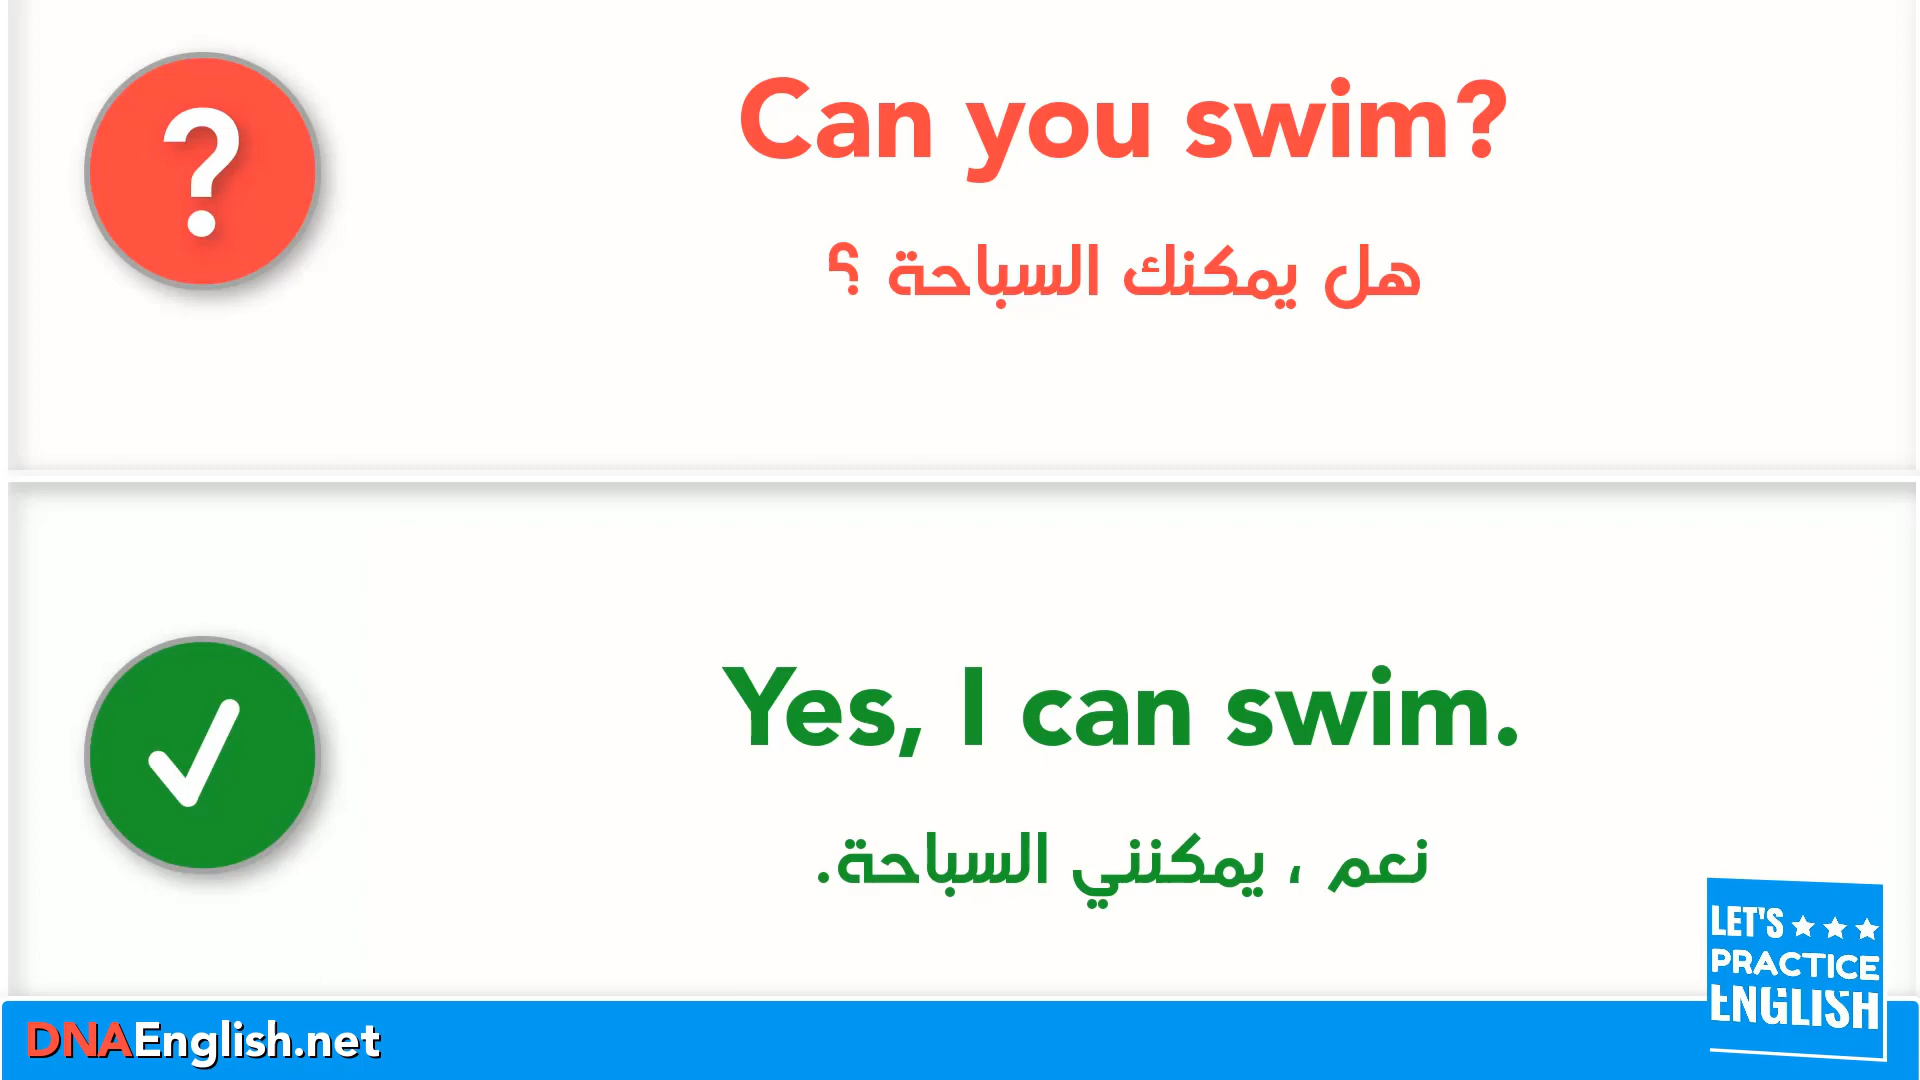 ?
Can you swim?
هل يمكنك السباحة ؟
Yes, I can swim.
نعم ، يمكنني السباحة.
DNAEnglish.net
LET'S
PRACTICE
ENGLISH